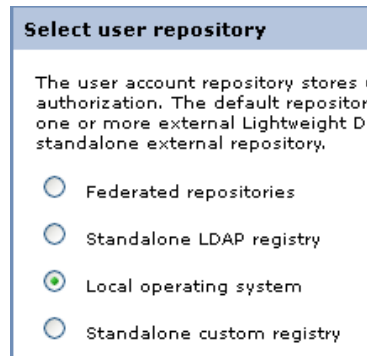 Select user repository
The user account repository stores
authorization. The default
one or more external Lightweight
standalone external repository.
Federated repositories
Standalone LDAP registry
Local operating system
Standalone custom registry